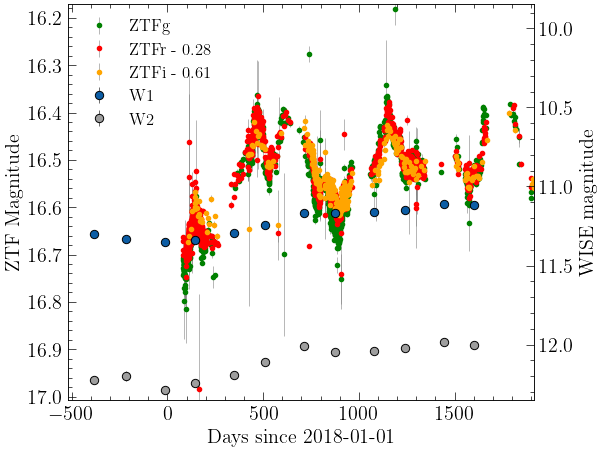 ZTFg
ZTFr - 0.28
ZTFi - 0.61
W1
W2
ZTF Magnitude
16.2
16.3
16.4
16.5
16.6
16.7
16.8
16.9
17.0
WISE magnitude
10.0
10.5
11.0
11.5
12.0
−500
0
500
1000
1500
Days since 2018-01-01